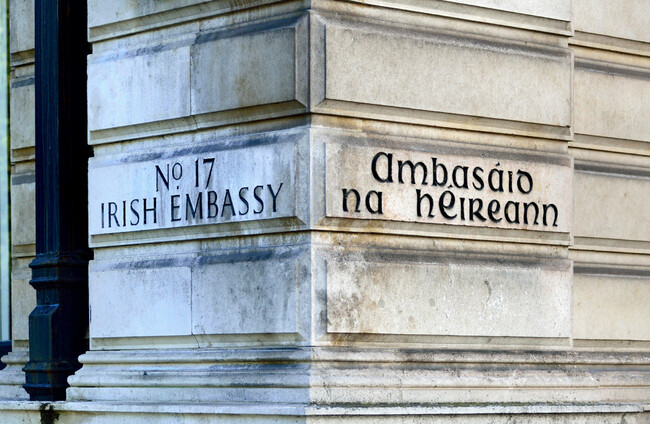 No 17
IRISH EMBASSY
Ambasáid
na hÉireann